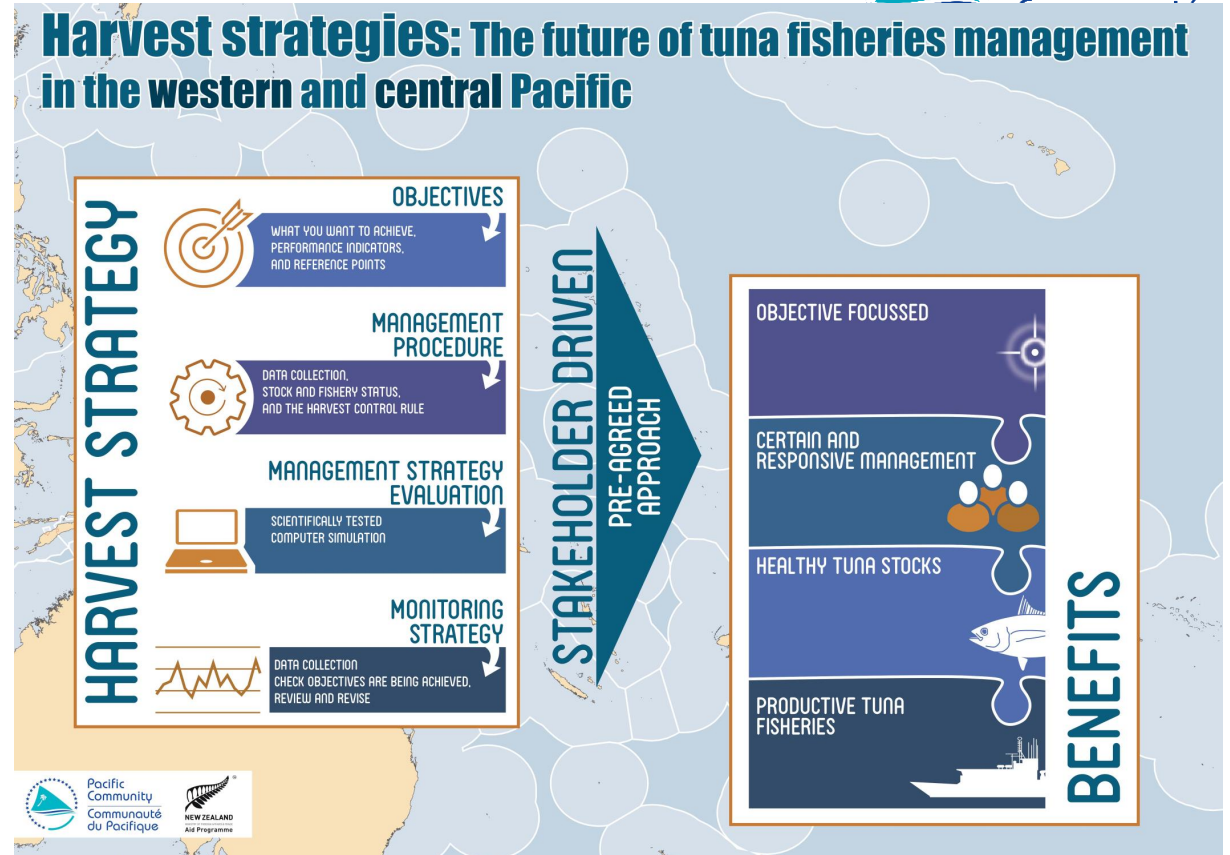 Harvest strategies: The future of tuna fisheries management
in the western and central Pacific
HARVEST STRATEGY
OBJECTIVES
WHAT YOU WANT TO ACHIEVE,
PERFORMANCE INDICATORS,
AND REFERENCE POINTS
MANAGEMENT
PROCEDURE
DATA COLLECTION,
STOCK AND FISHERY STATUS,
AND THE HARVEST CONTROL RULE
MANAGEMENT STRATEGY
EVALUATION
SCIENTIFICALLY TESTED
COMPUTER SIMULATION
MONITORING
STRATEGY
DATA COLLECTION
CHECK OBJECTIVES ARE BEING ACHIEVED,
REVIEW AND REVISE
STAKEHOLDER DRIVEN
PRE-AGREED
APPROACH
OBJECTIVE FOCUSSED
CERTAIN AND
RESPONSIVE MANAGEMENT
HEALTHY TUNA STOCKS
PRODUCTIVE TUNA
FISHERIES
BENEFITS
Pacific
Community
Communauté
du Pacifique
NEW ZEALAND
Aid Programme